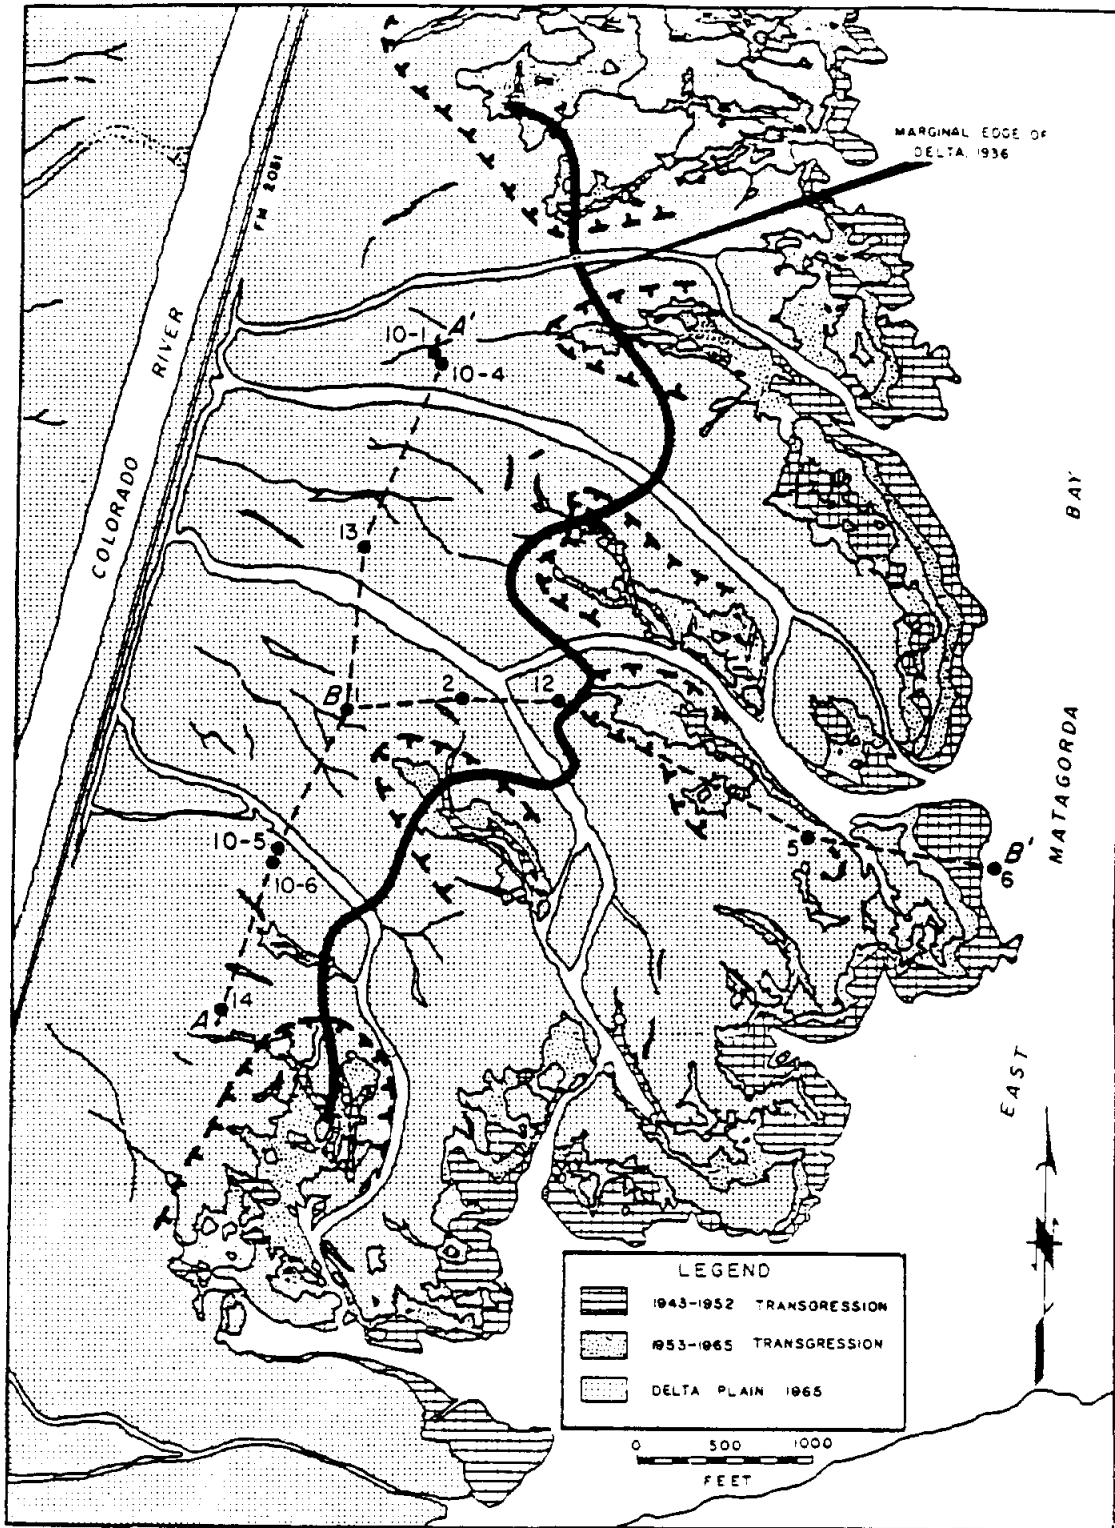 MARGINAL EDGE OF
DELTA, 1936
FM 2031
COLORADO RIVER
10-1
A'
10-4
13
B
1
2
12
10-5
10-6
5
B'
6
14
A
EAST MATAGORDA BAY
LEGEND
1943-1952 TRANSGRESSION
1953-1965 TRANSGRESSION
DELTA PLAIN 1965
0 500 1000
FEET